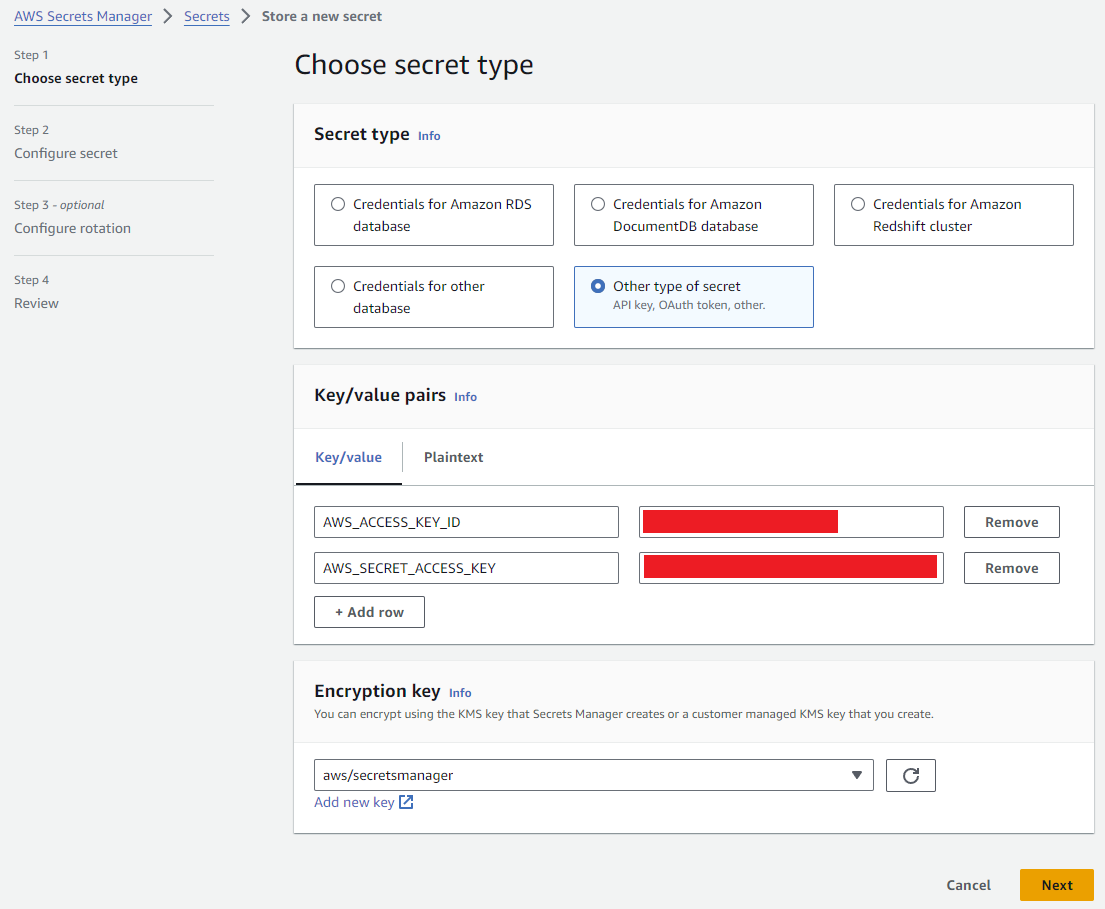 AWS Secrets Manager > Secrets > Store a new secret
Step 1
Choose secret type
Step 2
Configure secret
Step 3 - optional
Configure rotation
Step 4
Review
Choose secret type
Secret type Info
Credentials for Amazon RDS
database
Credentials for Amazon
DocumentDB database
Credentials for Amazon
Redshift cluster
Credentials for other
database
Other type of secret
API key, OAuth token, other.
Key/value pairs Info
Key/value Plaintext
AWS_ACCESS_KEY_ID Remove
AWS_SECRET_ACCESS_KEY Remove
+ Add row
Encryption key Info
You can encrypt using the KMS key that Secrets Manager creates or a customer managed KMS key that you create.
aws/secretsmanager
Add new key
Cancel Next